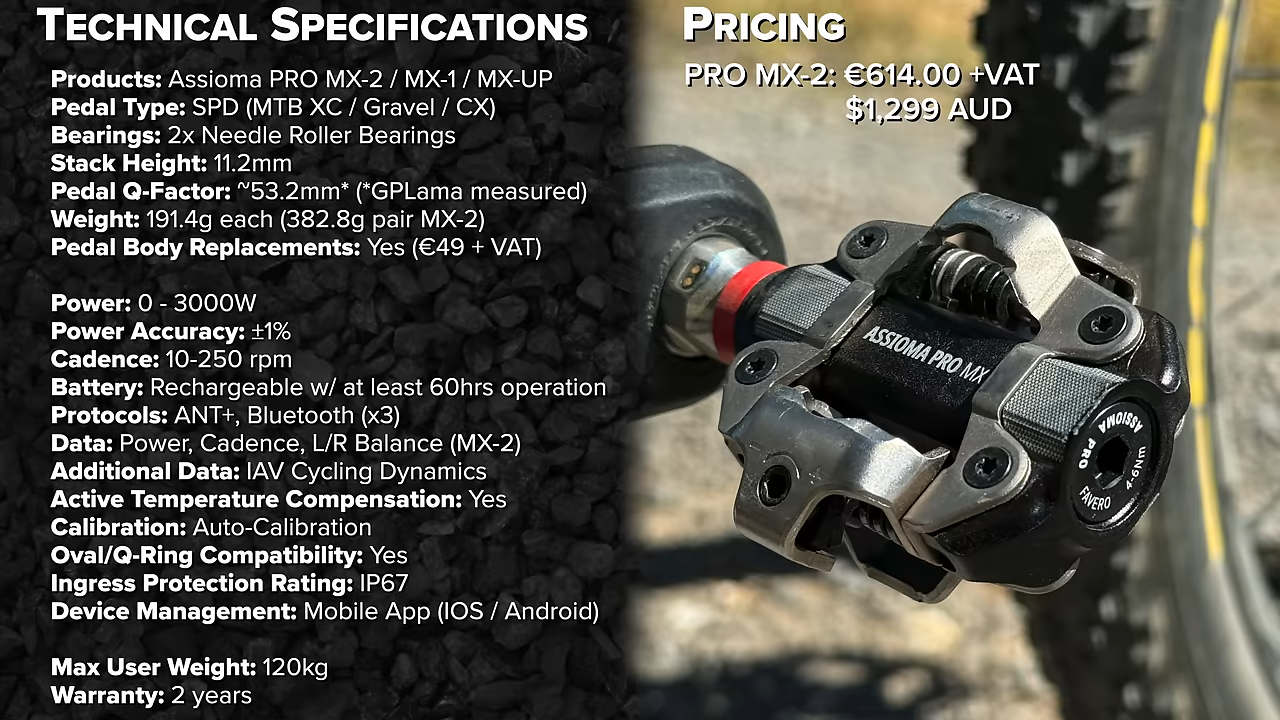 TECHNICAL SPECIFICATIONS
Products: Assioma PRO MX-2 / MX-1 / MX-UP
Pedal Type: SPD (MTB XC / Gravel / CX)
Bearings: 2x Needle Roller Bearings
Stack Height: 11.2mm
Pedal Q-Factor: ~53.2mm* (*GPLama measured)
Weight: 191.4g each (382.8g pair MX-2)
Pedal Body Replacements: Yes (€49 + VAT)
Power: 0 - 3000W
Power Accuracy: ±1%
Cadence: 10-250 rpm
Battery: Rechargeable w/ at least 60hrs operation
Protocols: ANT+, Bluetooth (x3)
Data: Power, Cadence, L/R Balance (MX-2)
Additional Data: IAV Cycling Dynamics
Active Temperature Compensation: Yes
Calibration: Auto-Calibration
Oval/Q-Ring Compatibility: Yes
Ingress Protection Rating: IP67
Device Management: Mobile App (IOS / Android)
Max User Weight: 120kg
Warranty: 2 years
PRICING
PRO MX-2: €614.00 +VAT
$1,299 AUD
ASSIOMA PRO MX
ASSIOMA PRO
FAVERO
4-6Nm